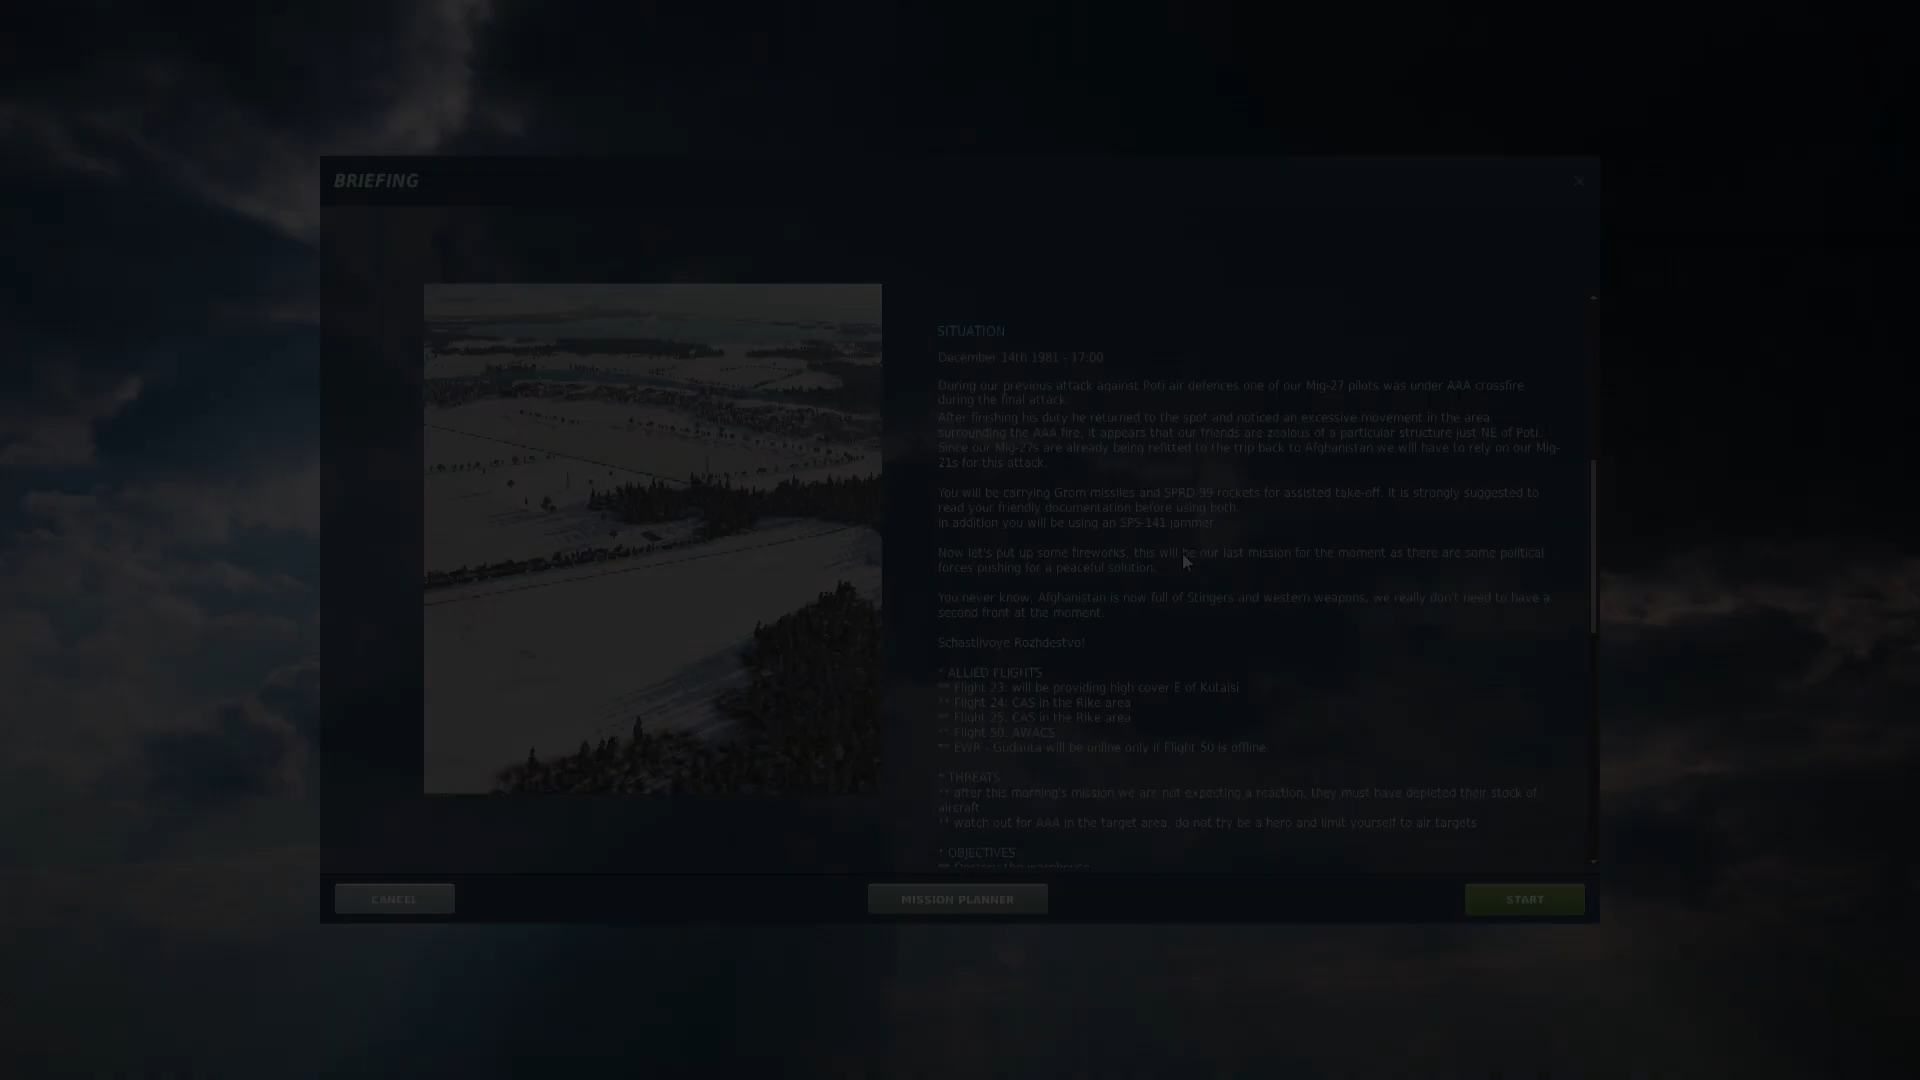 BRIEFING
SITUATION
December 14th 1981 - 17:00
During our previous attack against Poti air defences one of our Mig-27 pilots was under AAA crossfire
during the final attack.
After finishing his duty he returned to the spot and noticed an excessive movement in the area
surrounding the AAA fire, it appears that our friends are zealous of a particular structure just NE of Poti.
Since our Mig-27s are already being refitted to the trip back to Afghanistan we will have to rely on our Mig-
21s for this attack.
You will be carrying Grom missiles and SPRD-99 rockets for assisted take-off. It is strongly suggested to
read your friendly documentation before using both.
In addition you will be using an SPS-141 jammer
Now let's put up some fireworks, this will be our last mission for the moment as there are some political
forces pushing for a peaceful solution.
You never know, Afghanistan is now full of Stingers and western weapons, we really don't need to have a
second front at the moment.
Schastlivoye Rozhdestvo!
* ALLIED FLIGHTS
** Flight 23: will be providing high cover E of Kutaisi
** Flight 24: CAS in the Rike area
** Flight 25: CAS in the Rike area
** Flight 50: AWACS
** EWR - Gudauta will be online only if Flight 50 is offline
* THREATS
** after this morning's mission we are not expecting a reaction, they must have depleted their stock of
aircraft
** watch out for AAA in the target area, do not try be a hero and limit yourself to air targets
* OBJECTIVES
** Destroy the warehouse
CANCEL
MISSION PLANNER
START